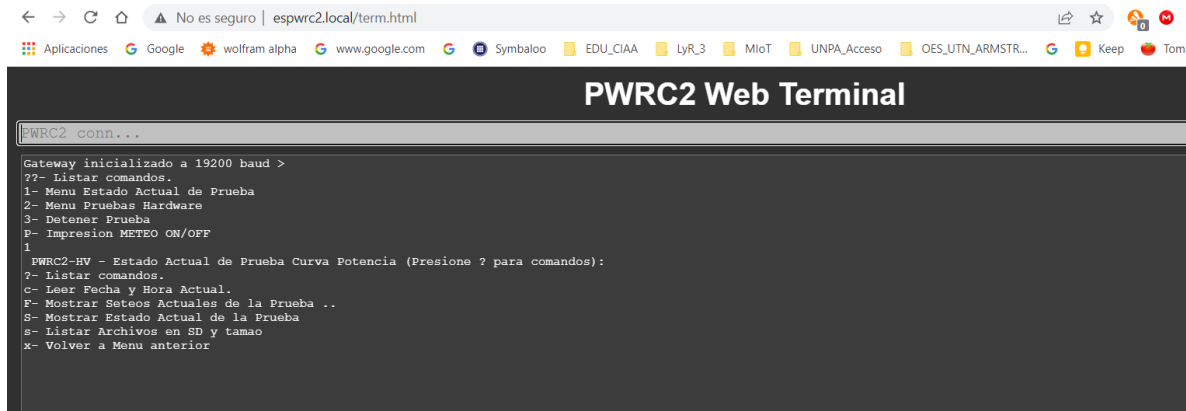 No es seguro | espwrc2.local/term.html
Aplicaciones Google wolfram alpha www.google.com Symbaloo EDU_CIAA LyR_3 MIoT UNPA_Acceso OES_UTN_ARMSTR... Keep Tom
PWRC2 Web Terminal
PWRC2 conn...
Gateway inicializado a 19200 baud >
??- Listar comandos.
1- Menu Estado Actual de Prueba
2- Menu Pruebas Hardware
3- Detener Prueba
P- Impresion METEO ON/OFF
1
PWRC2-HV - Estado Actual de Prueba Curva Potencia (Presione ? para comandos):
?- Listar comandos.
c- Leer Fecha y Hora Actual.
F- Mostrar Seteos Actuales de la Prueba ..
S- Mostrar Estado Actual de la Prueba
s- Listar Archivos en SD y tamao
x- Volver a Menu anterior